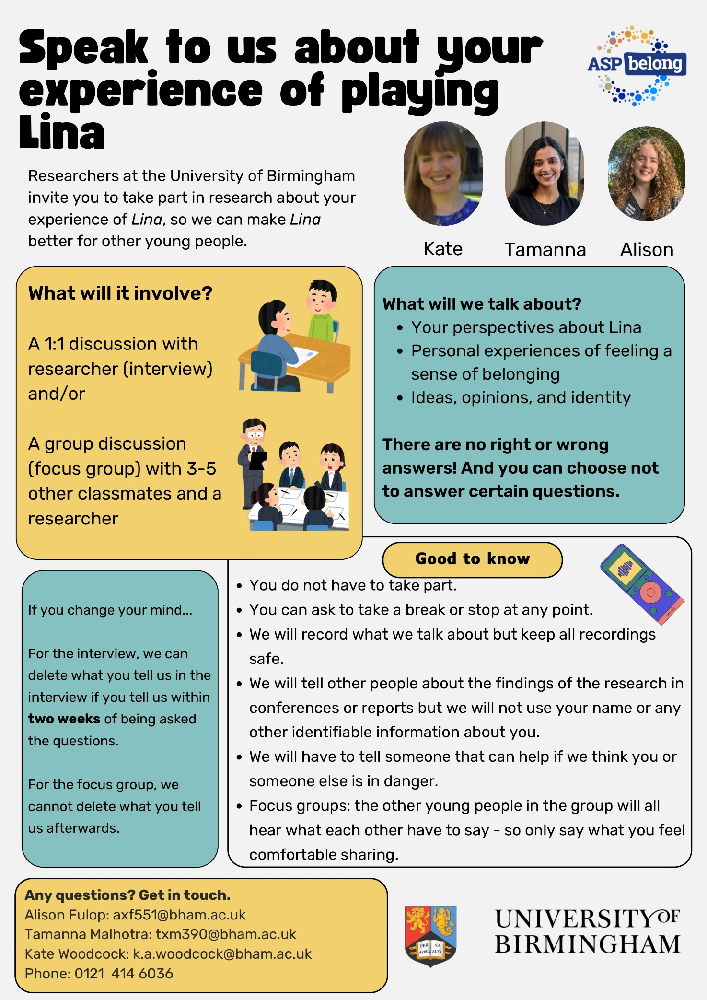 Speak to us about your
experience of playing
Lina
ASP belong
Researchers at the University of Birmingham
invite you to take part in research about your
experience of Lina, so we can make Lina
better for other young people.
Kate
Tamanna
Alison
What will it involve?
A 1:1 discussion with
researcher (interview)
and/or
A group discussion
(focus group) with 3-5
other classmates and a
researcher
What will we talk about?
• Your perspectives about Lina
• Personal experiences of feeling a
sense of belonging
• Ideas, opinions, and identity
There are no right or wrong
answers! And you can choose not
to answer certain questions.
If you change your mind...
For the interview, we can
delete what you tell us in the
interview if you tell us within
two weeks of being asked
the questions.
For the focus group, we
cannot delete what you tell
us afterwards.
Good to know
• You do not have to take part.
• You can ask to take a break or stop at any point.
• We will record what we talk about but keep all recordings
safe.
• We will tell other people about the findings of the research in
conferences or reports but we will not use your name or any
other identifiable information about you.
• We will have to tell someone that can help if we think you or
someone else is in danger.
• Focus groups: the other young people in the group will all
hear what each other have to say - so only say what you feel
comfortable sharing.
Any questions? Get in touch.
Alison Fulop: axf551@bham.ac.uk
Tamanna Malhotra: txm390@bham.ac.uk
Kate Woodcock: k.a.woodcock@bham.ac.uk
Phone: 0121  414 6036
PER AD
ARDUA ALTA
UNIVERSITY OF
BIRMINGHAM